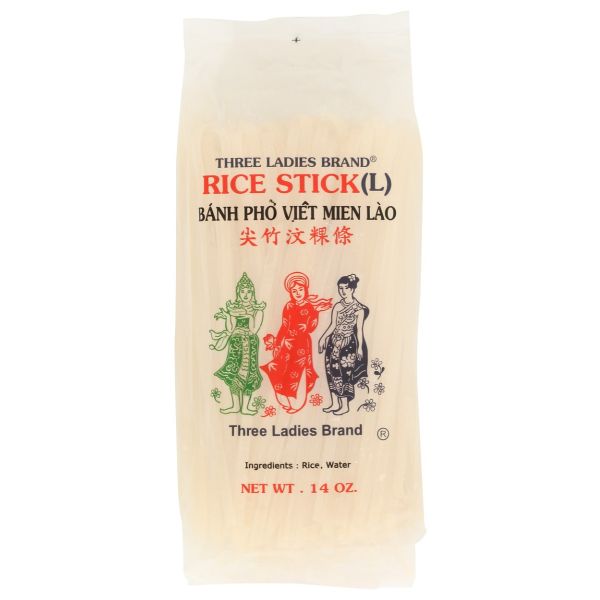 THREE LADIES BRAND®
RICE STICK(L)
BÁNH PHỞ VIÊT MIEN LÀO
尖竹汶粿條
Three Ladies Brand ®
Ingredients : Rice, Water
NET WT . 14 OZ.